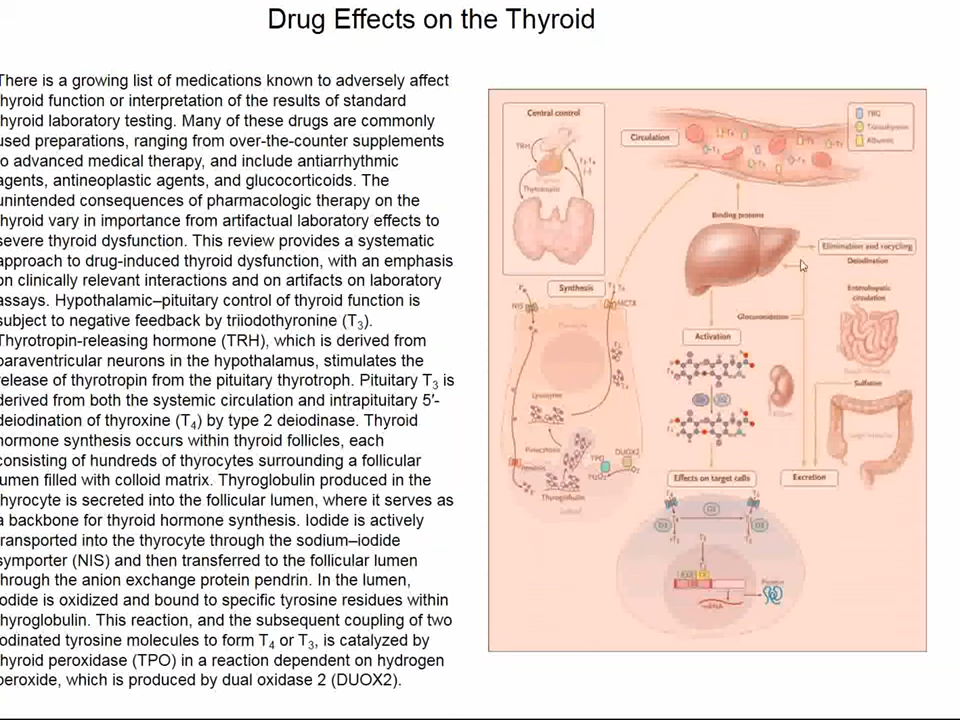 Drug Effects on the Thyroid
There is a growing list of medications known to adversely affect
thyroid function or interpretation of the results of standard
thyroid laboratory testing. Many of these drugs are commonly
used preparations, ranging from over-the-counter supplements
to advanced medical therapy, and include antiarrhythmic
agents, antineoplastic agents, and glucocorticoids. The
unintended consequences of pharmacologic therapy on the
thyroid vary in importance from artifactual laboratory effects to
severe thyroid dysfunction. This review provides a systematic
approach to drug-induced thyroid dysfunction, with an emphasis
on clinically relevant interactions and on artifacts on laboratory
assays. Hypothalamic–pituitary control of thyroid function is
subject to negative feedback by triiodothyronine (T3).
Thyrotropin-releasing hormone (TRH), which is derived from
paraventricular neurons in the hypothalamus, stimulates the
release of thyrotropin from the pituitary thyrotroph. Pituitary T3 is
derived from both the systemic circulation and intrapituitary 5′-
deiodination of thyroxine (T4) by type 2 deiodinase. Thyroid
hormone synthesis occurs within thyroid follicles, each
consisting of hundreds of thyrocytes surrounding a follicular
lumen filled with colloid matrix. Thyroglobulin produced in the
thyrocyte is secreted into the follicular lumen, where it serves as
a backbone for thyroid hormone synthesis. Iodide is actively
transported into the thyrocyte through the sodium–iodide
symporter (NIS) and then transferred to the follicular lumen
through the anion exchange protein pendrin. In the lumen,
iodide is oxidized and bound to specific tyrosine residues within
thyroglobulin. This reaction, and the subsequent coupling of two
iodinated tyrosine molecules to form T4 or T3, is catalyzed by
thyroid peroxidase (TPO) in a reaction dependent on hydrogen
peroxide, which is produced by dual oxidase 2 (DUOX2).
Central control
TRH
Thyrotropin
Circulation
TBG
Transthyretin
Albumin
Binding proteins
Elimination and recycling
Deiodination
Enterohepatic
circulation
Glucuronidation
Sulfation
Synthesis
NIS
MCT8
Lysosome
Pinocytosis
Pendrin
TPO
DUOX2
H2O2
O2
Thyroglobulin
Activation
Effects on target cells
Excretion
D2
D1
D3
mRNA
Protein